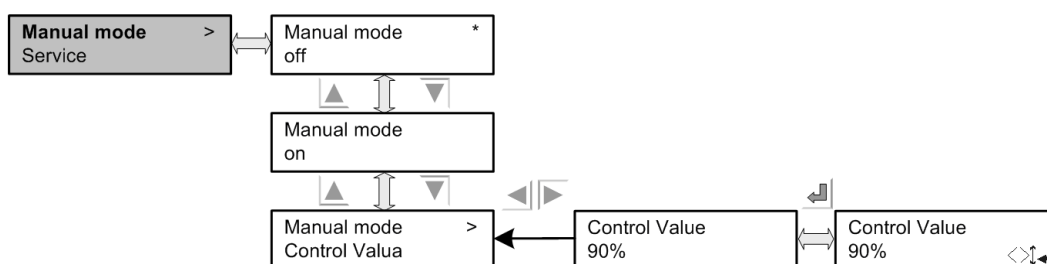 Manual mode >
Service
Manual mode *
off
Manual mode
on
Manual mode >
Control Valua
Control Value
90%
Control Value
90%